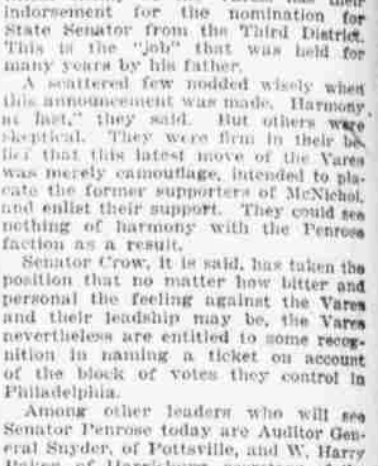 indorsement for the nomination for
State Senator from the Third District.
This is the "job" that was held for
many years by his father.
A scattered few nodded wisely when
this announcement was made. Harmony
at last," they said. But others were
skeptical. They were firm in their be-
lief that this latest move of the Vares
was merely camouflage, intended to pla-
cate the former supporters of McNichol,
and enlist their support. They could see
nothing of harmony with the Penrose
faction as a result.
Senator Crow, it is said, has taken the
position that no matter how bitter and
personal the feeling against the Vares
and their leadship may be, the Vares
nevertheless are entitled to some recog-
nition in naming a ticket on account
of the block of votes they control in
Philadelphia.
Among other leaders who will see
Senator Penrose today are Auditor Gen-
eral Snyder, of Pottsville, and W. Harry